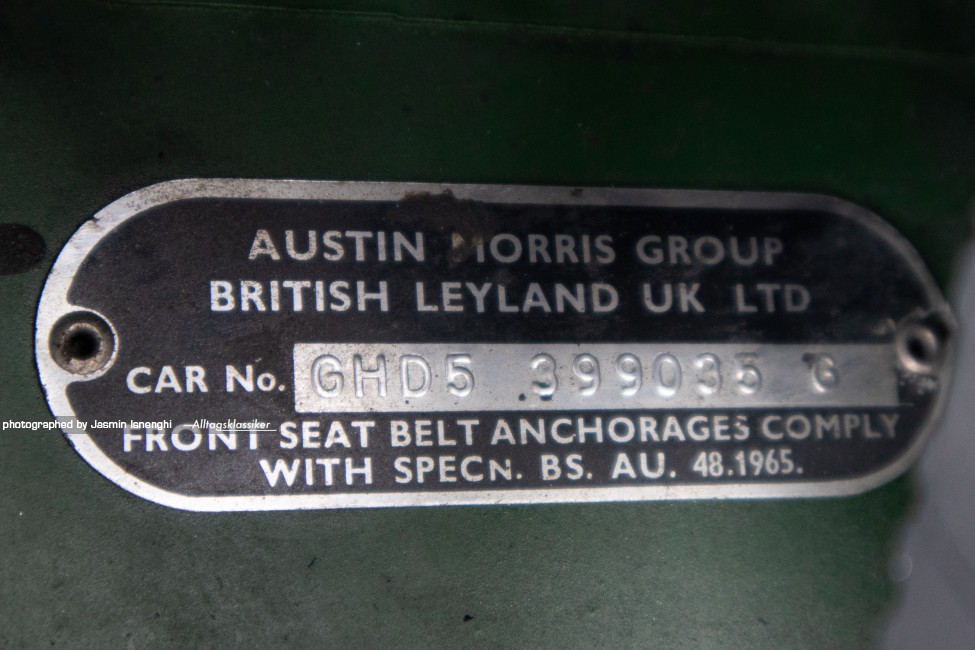 AUSTIN MORRIS GROUP
BRITISH LEYLAND UK LTD
CAR No. GHD5 399035 G
photographed by Jasmin Ienenghi —Alltagsklassiker
FRONT SEAT BELT ANCHORAGES COMPLY
WITH SPECN. BS. AU. 48.1965.